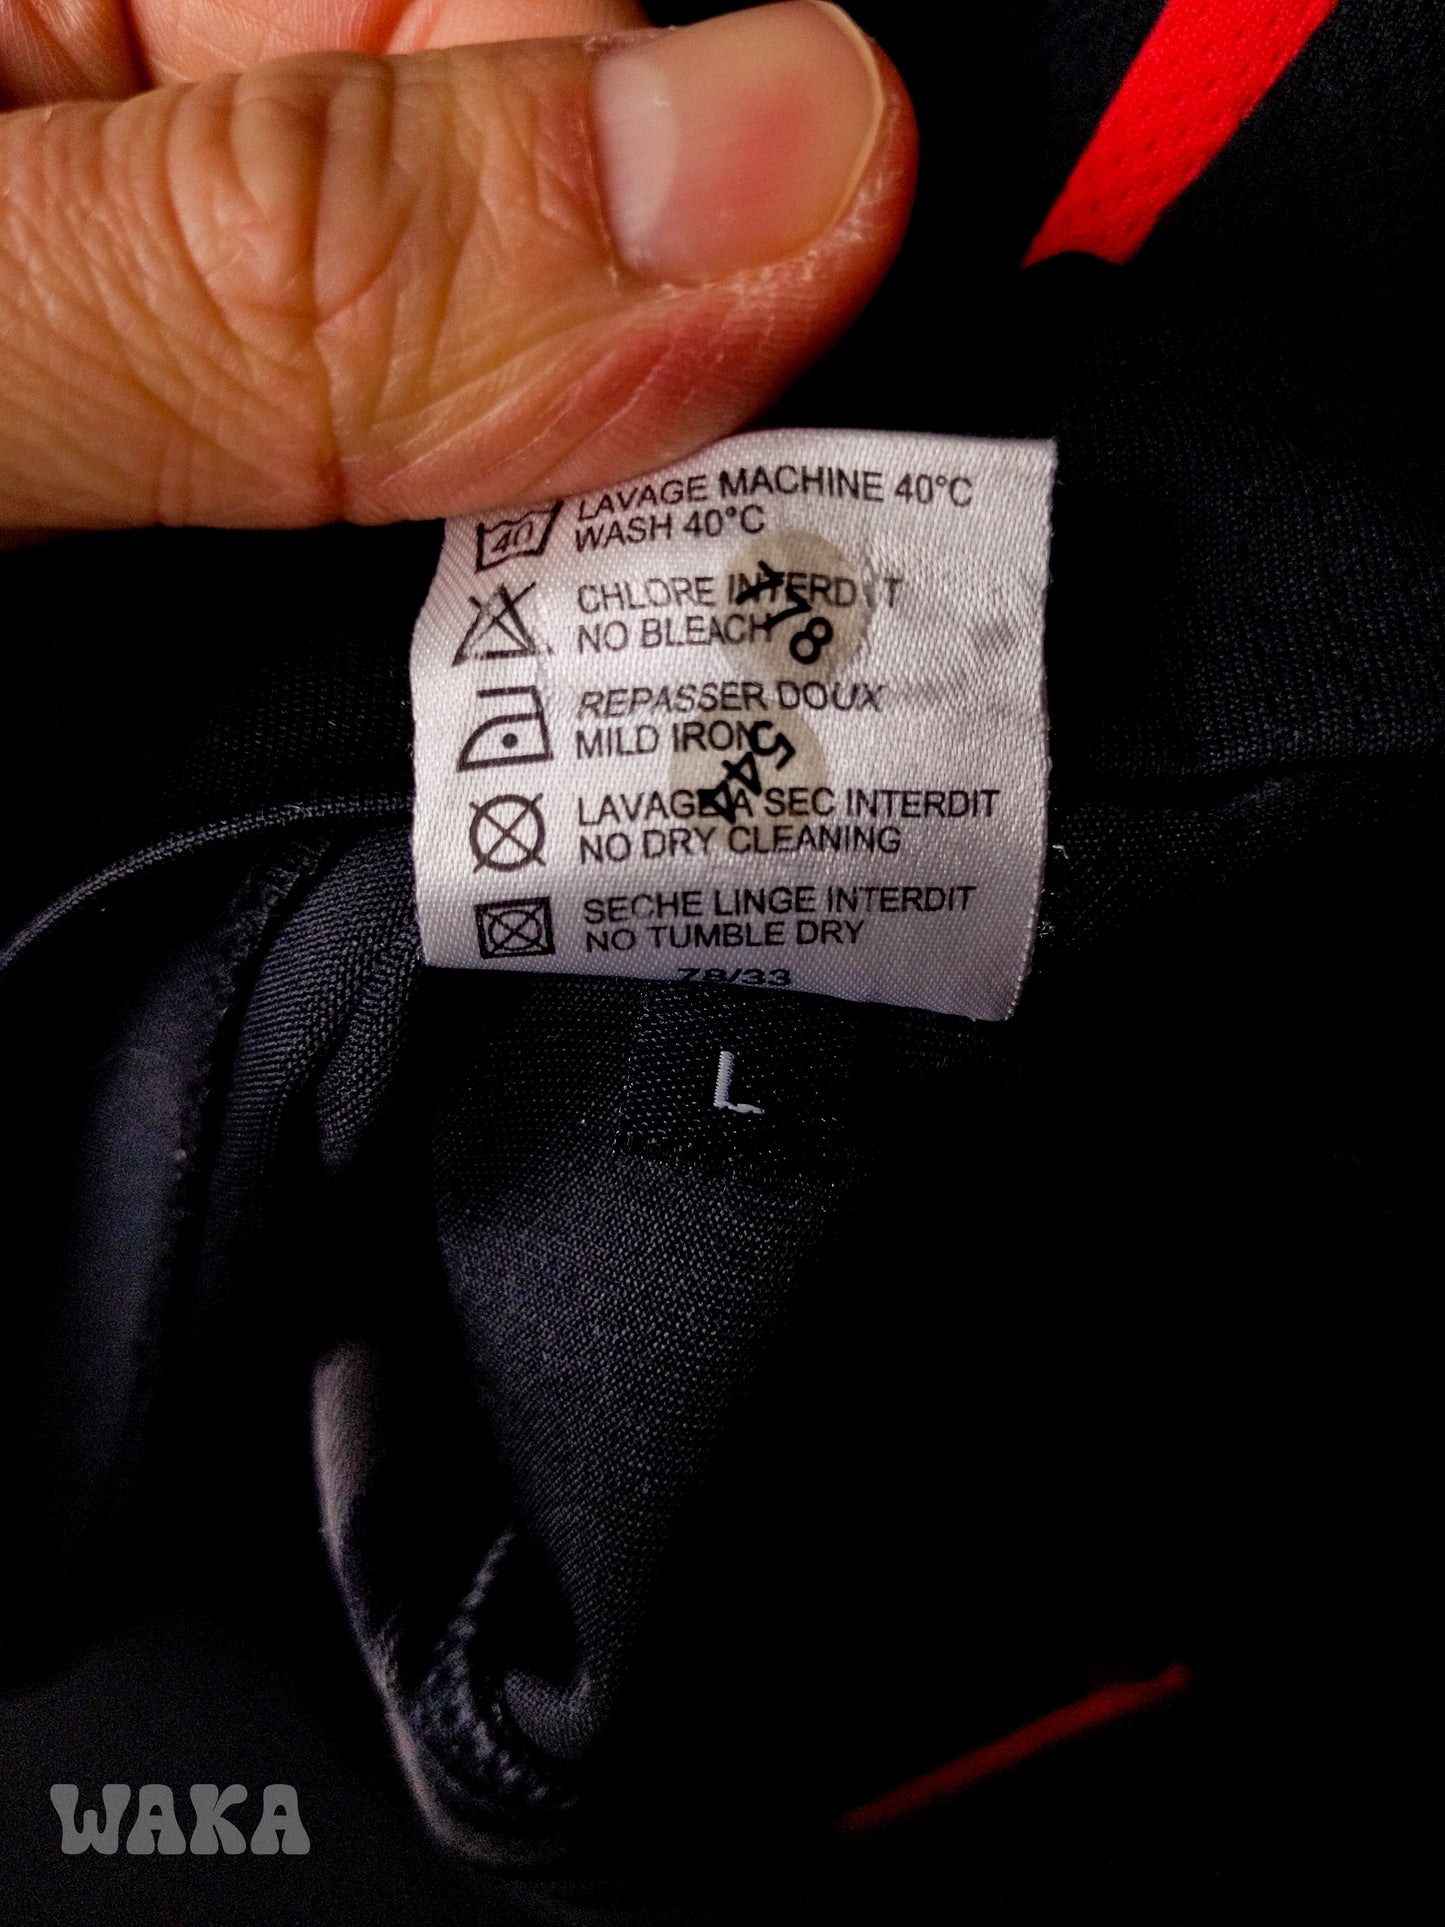 40
LAVAGE MACHINE 40°C
WASH 40°C
CHLORE INTERDIT
NO BLEACH
REPASSER DOUX
MILD IRON
LAVAGE A SEC INTERDIT
NO DRY CLEANING
SECHE LINGE INTERDIT
NO TUMBLE DRY
78/33
L
WAKA